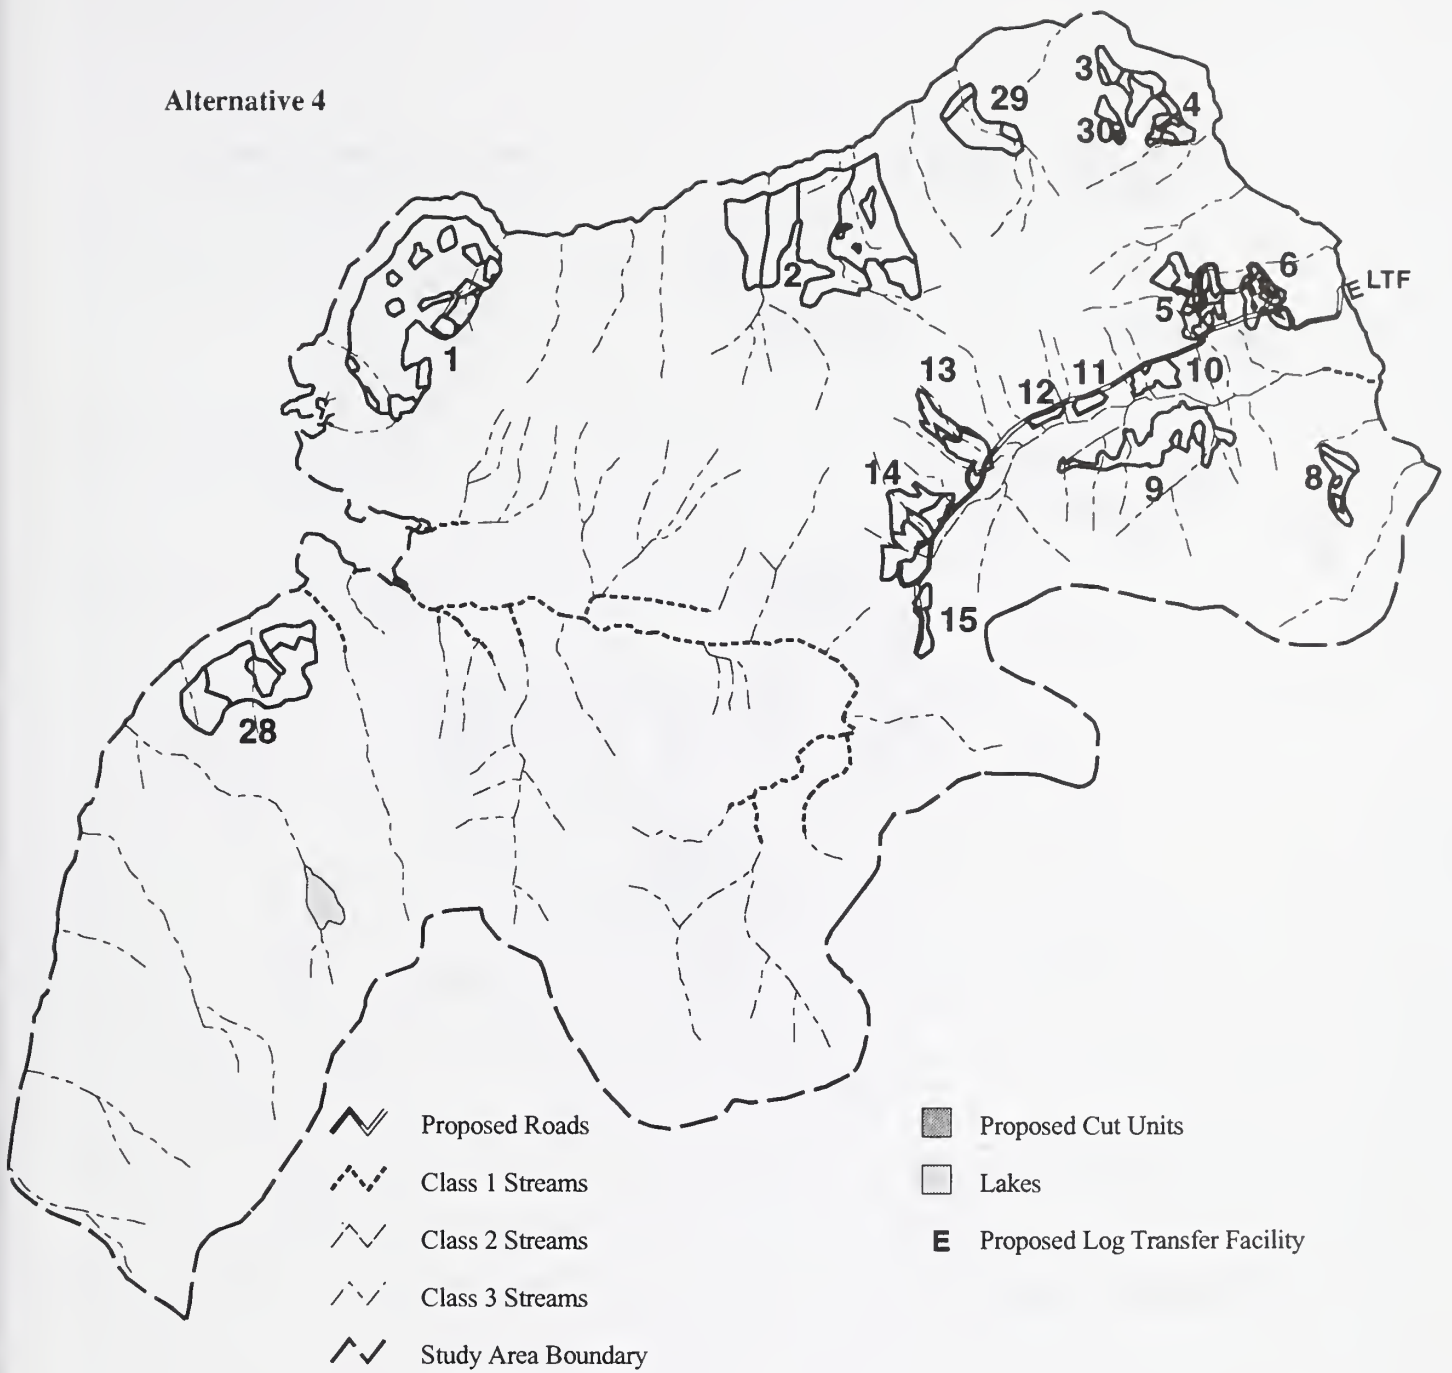 Alternative 4
3
29
4
30
6
LTF
2
5
E
1
13
11
10
12
14
8
9
15
28
Proposed Roads
Proposed Cut Units
Class 1 Streams
Lakes
Class 2 Streams
E Proposed Log Transfer Facility
Class 3 Streams
Study Area Boundary